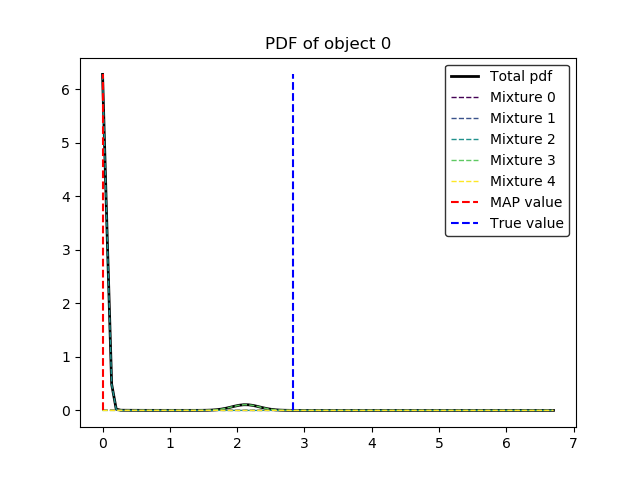 PDF of object 0
6
5
4
3
2
1
0
0 1 2 3 4 5 6 7
Total pdf
Mixture 0
Mixture 1
Mixture 2
Mixture 3
Mixture 4
MAP value
True value